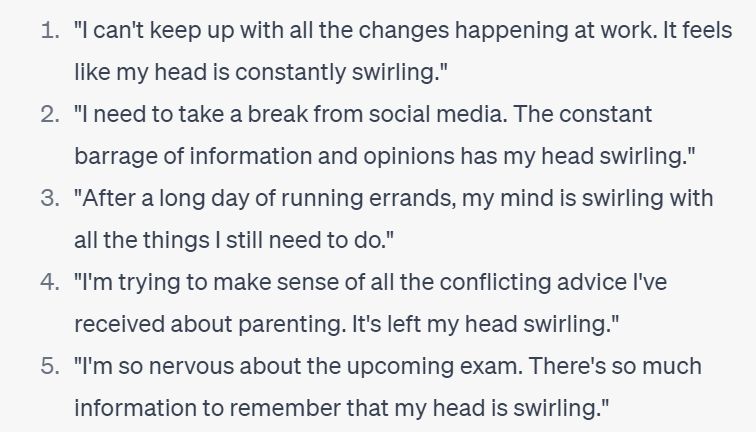 1. "I can't keep up with all the changes happening at work. It feels
like my head is constantly swirling."
2. "I need to take a break from social media. The constant
barrage of information and opinions has my head swirling."
3. "After a long day of running errands, my mind is swirling with
all the things I still need to do."
4. "I'm trying to make sense of all the conflicting advice I've
received about parenting. It's left my head swirling."
5. "I'm so nervous about the upcoming exam. There's so much
information to remember that my head is swirling."